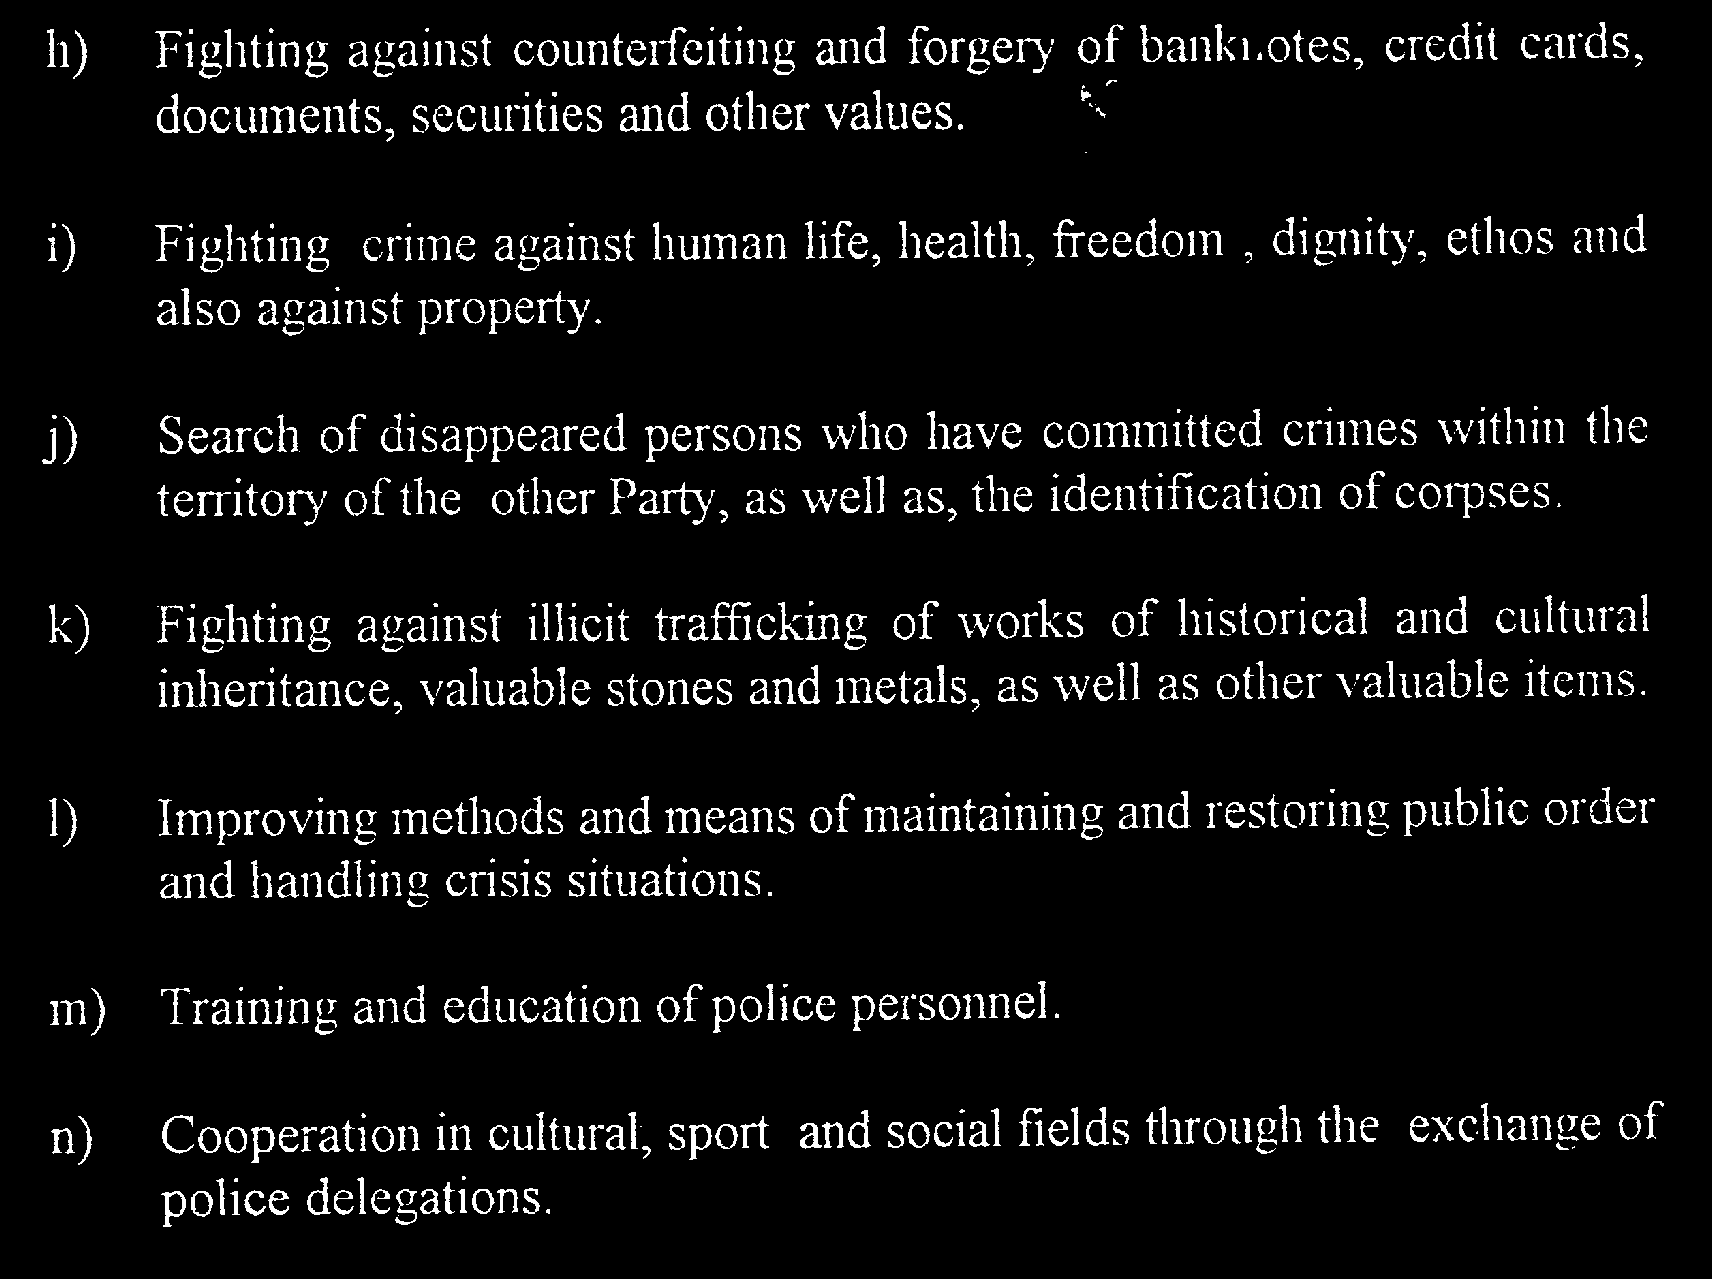 h) Fighting against counterfeiting and forgery of banknotes, credit cards,
documents, securities and other values.
i) Fighting crime against human life, health, freedom , dignity, ethos and
also against property.
j) Search of disappeared persons who have committed crimes within the
territory of the other Party, as well as, the identification of corpses.
k) Fighting against illicit trafficking of works of historical and cultural
inheritance, valuable stones and metals, as well as other valuable items.
l) Improving methods and means of maintaining and restoring public order
and handling crisis situations.
m) Training and education of police personnel.
n) Cooperation in cultural, sport and social fields through the exchange of
police delegations.